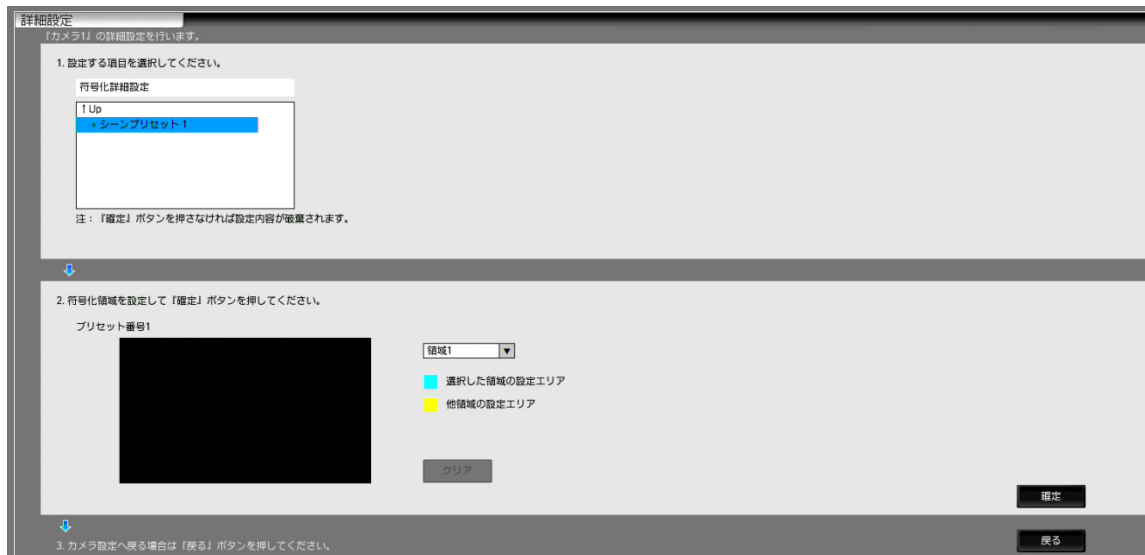 詳細設定
『カメラ1』の詳細設定を行います。
1. 設定する項目を選択してください。
符号化詳細設定
↑Up
+シーンプリセット1
注：『確定』ボタンを押さなければ設定内容が破棄されます。
2. 符号化領域を設定して『確定』ボタンを押してください。
プリセット番号1
領域1
選択した領域の設定エリア
他領域の設定エリア
クリア
確定
3. カメラ設定へ戻る場合は『戻る』ボタンを押してください。
戻る